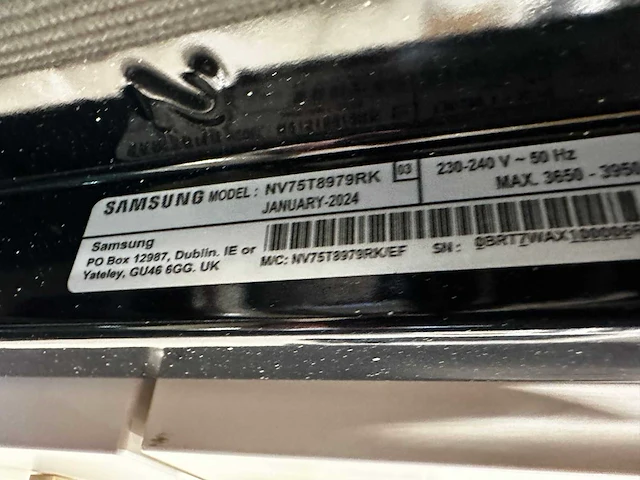 SAMSUNG MODEL : NV75T8979RK 03
JANUARY-2024
230-240 V ~ 50 Hz
MAX. 3650 - 3950
Samsung
PO Box 12987, Dublin. IE or
Yateley, GU46 6GG. UK
M/C: NV75T8979RK/EF
SN :